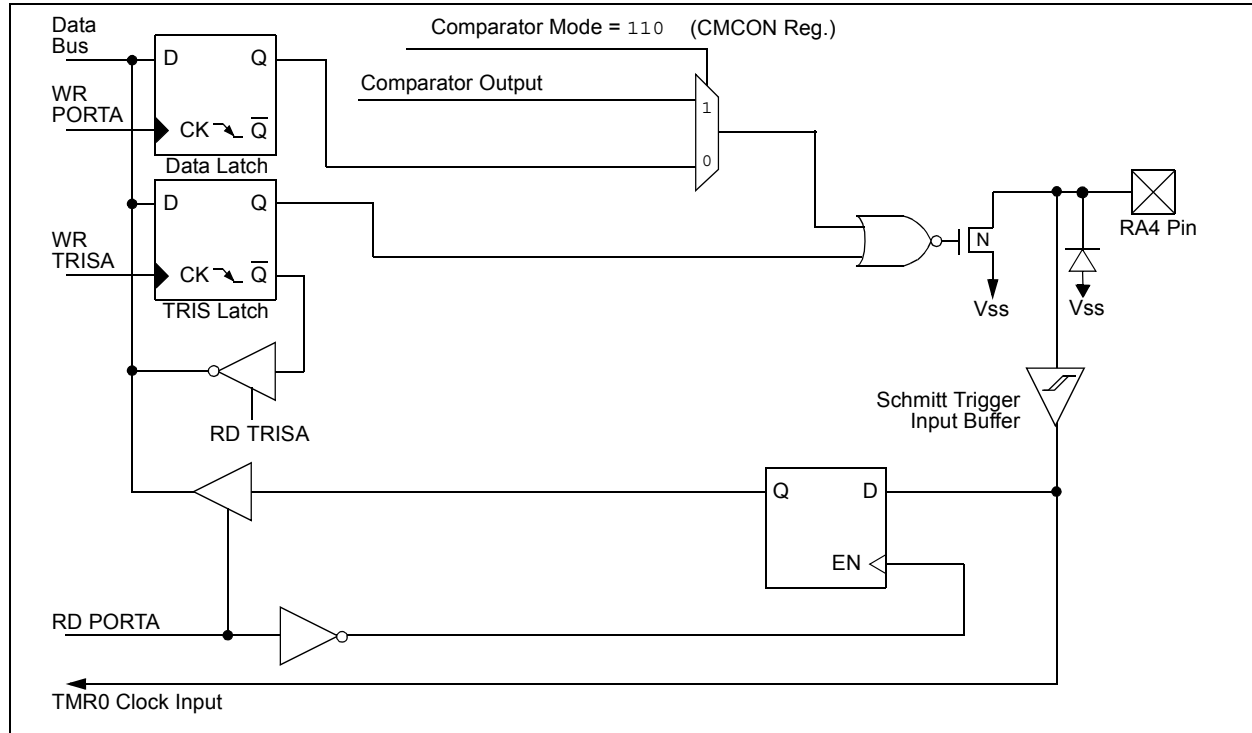 Data
Bus
Comparator Mode = 110 (CMCON Reg.)
D Q
Comparator Output
WR
PORTA
1
CK Q
0
Data Latch
D Q
WR
TRISA
N
RA4 Pin
CK Q
Vss
Vss
TRIS Latch
Schmitt Trigger
Input Buffer
RD TRISA
Q D
EN
RD PORTA
TMR0 Clock Input